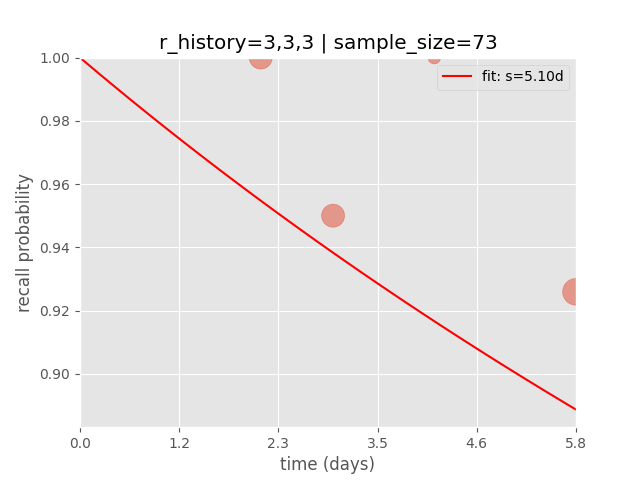 r_history=3,3,3 | sample_size=73
fit: s=5.10d
1.00
0.98
0.96
0.94
0.92
0.90
recall probability
0.0 1.2 2.3 3.5 4.6 5.8
time (days)